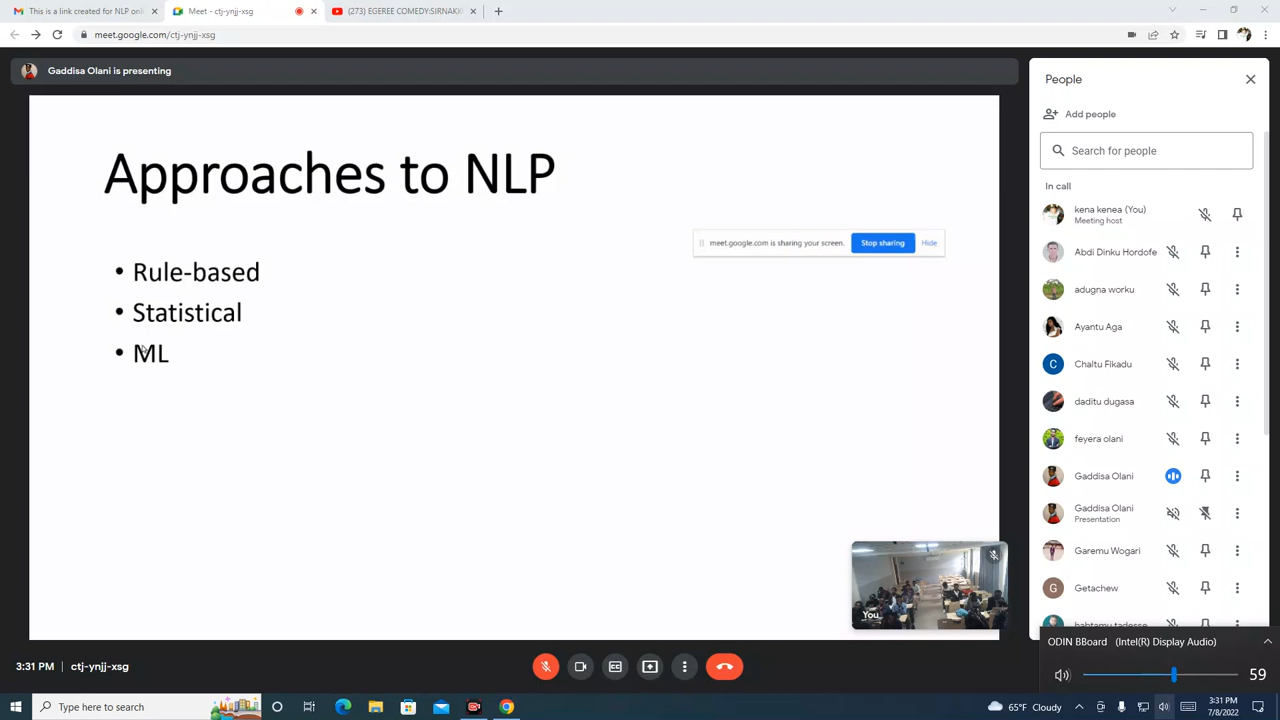 This is a link created for NLP onl
Meet - ctj-ynjj-xsg
(273) EGEREE COMEDY:SIRNAKK
meet.google.com/ctj-ynjj-xsg
Gaddisa Olani is presenting
Approaches to NLP
• Rule-based
• Statistical
• ML
meet.google.com is sharing your screen.
Stop sharing
Hide
You
People
Add people
Search for people
In call
kena kenea (You)
Meeting host
Abdi Dinku Hordofe
adugna worku
Ayantu Aga
C
Chaltu Fikadu
daditu dugasa
feyera olani
Gaddisa Olani
Gaddisa Olani
Presentation
Garemu Wogari
G
Getachew
habtamu tadesse
ODIN BBoard (Intel(R) Display Audio)
59
3:31 PM | ctj-ynjj-xsg
Type here to search
65°F Cloudy
3:31 PM
7/8/2022